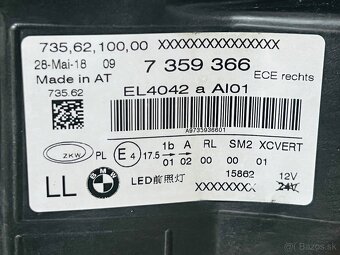 735,62,100,00 XXXXXXXXXXXXXXX
28-Mai-18 09 7 359 366
Made in AT ECE rechts
735.62 EL4042 a AI01
A9733936601
ZKW PL E4 17.5 → 1b A RL SM2 XCVERT
01 02 00 00 01
15862 12V
LL BMW LED前照灯 XXXXXXXX 24V
bazos.sk